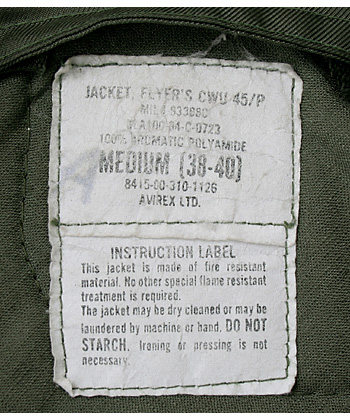 JACKET, FLYER'S CWU-45/P
MIL-J-83388C
DLA100-84-C-0723
100% AROMATIC POLYAMIDE
MEDIUM (38-40)
8415-00-310-1126
AVIREX LTD.
INSTRUCTION LABEL
This jacket is made of fire resistant
material. No other special flame resistant
treatment is required.
The jacket may be dry cleaned or may be
laundered by machine or hand. DO NOT
STARCH. Ironing or pressing is not
necessary.